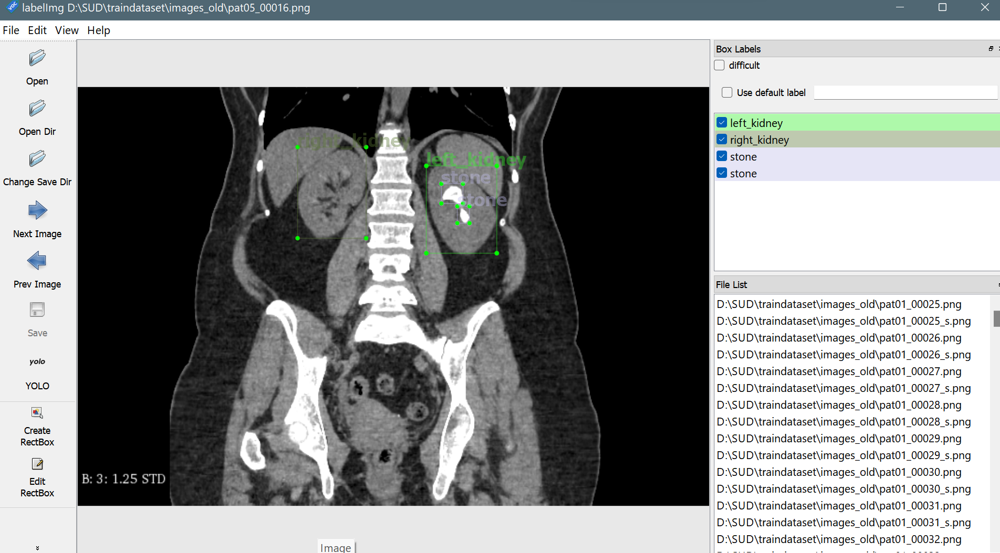 labelImg D:\SUD\traindataset\images_old\pat05_00016.png
File Edit View Help
Open
Open Dir
Change Save Dir
Next Image
Prev Image
Save
yolo
YOLO
Create
RectBox
Edit
RectBox
right_kidney
left_kidney
stone
stone
B: 3: 1.25 STD
Image
Box Labels
difficult
Use default label
left_kidney
right_kidney
stone
stone
File List
D:\SUD\traindataset\images_old\pat01_00025.png
D:\SUD\traindataset\images_old\pat01_00025_s.png
D:\SUD\traindataset\images_old\pat01_00026.png
D:\SUD\traindataset\images_old\pat01_00026_s.png
D:\SUD\traindataset\images_old\pat01_00027.png
D:\SUD\traindataset\images_old\pat01_00027_s.png
D:\SUD\traindataset\images_old\pat01_00028.png
D:\SUD\traindataset\images_old\pat01_00028_s.png
D:\SUD\traindataset\images_old\pat01_00029.png
D:\SUD\traindataset\images_old\pat01_00029_s.png
D:\SUD\traindataset\images_old\pat01_00030.png
D:\SUD\traindataset\images_old\pat01_00030_s.png
D:\SUD\traindataset\images_old\pat01_00031.png
D:\SUD\traindataset\images_old\pat01_00031_s.png
D:\SUD\traindataset\images_old\pat01_00032.png